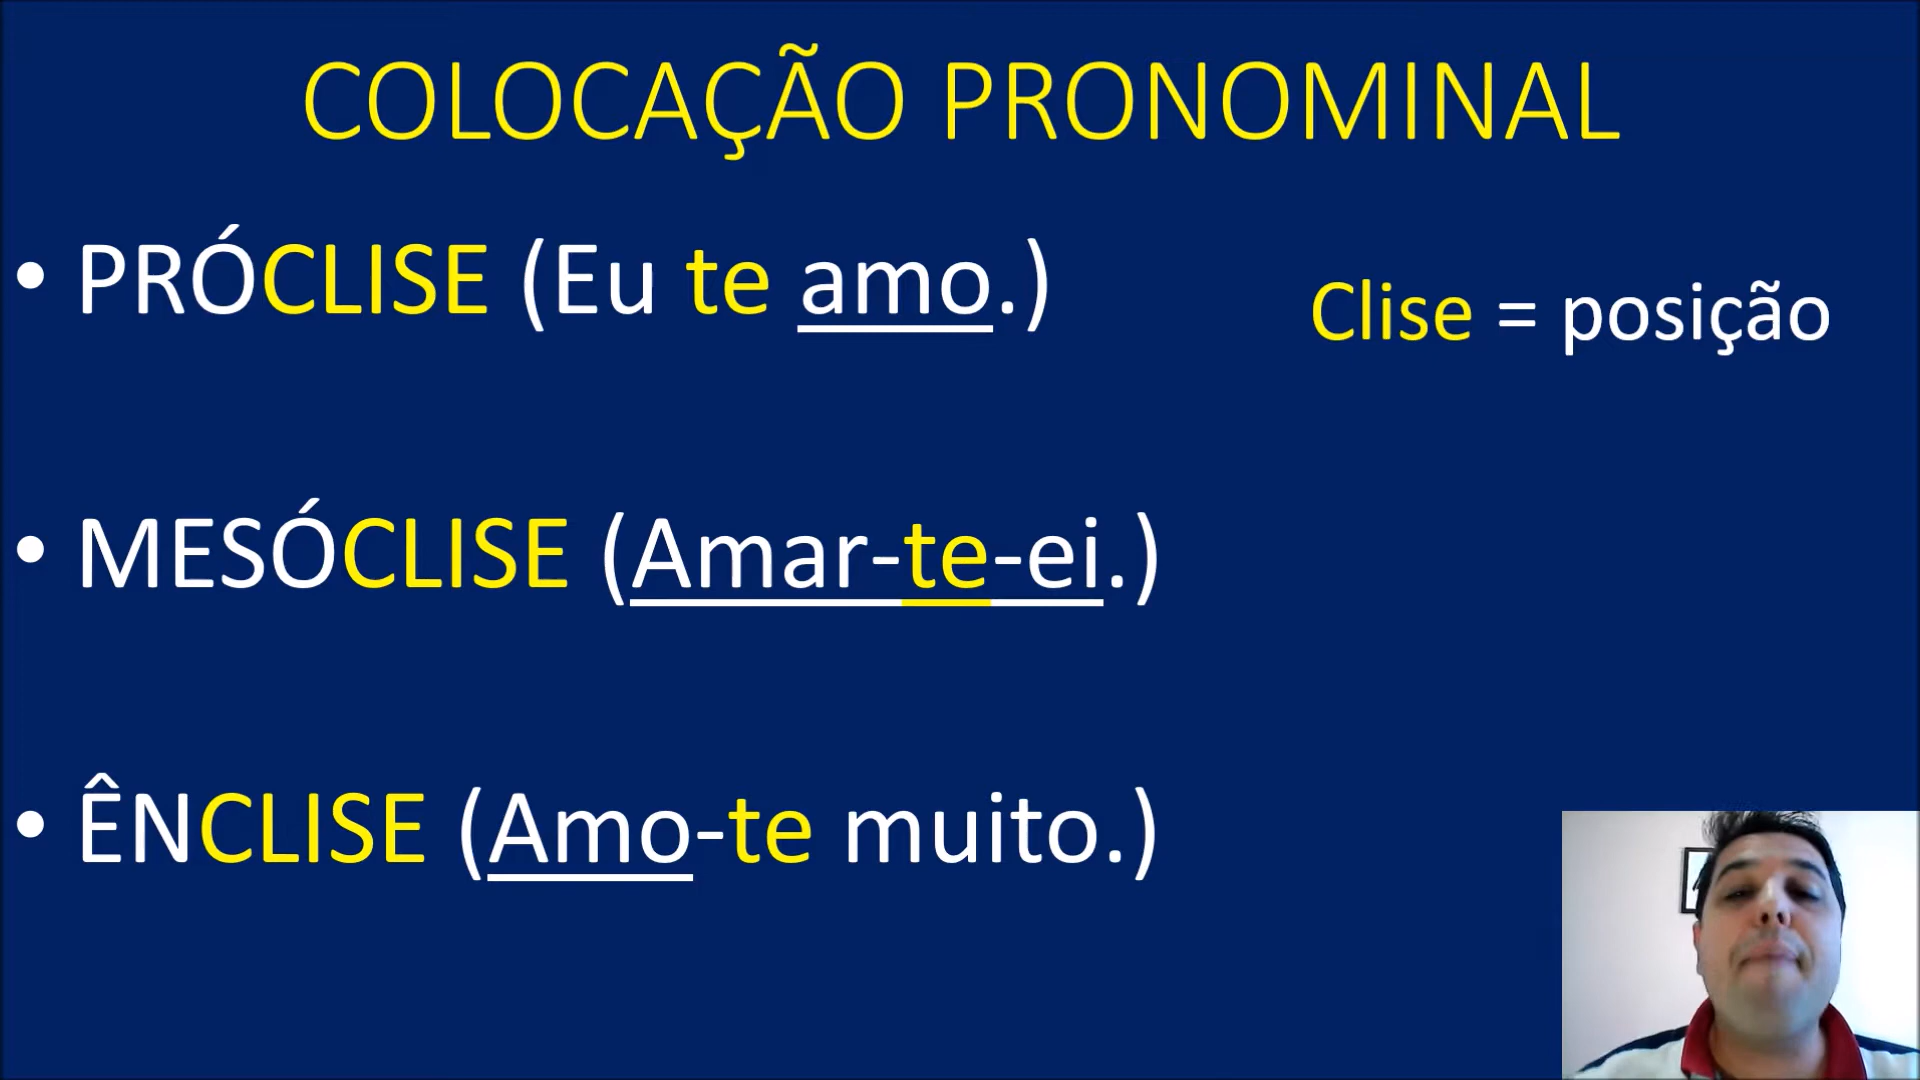 COLOCAÇÃO PRONOMINAL
• PRÓCLISE (Eu te amo.)
Clise = posição
• MESÓCLISE (Amar-te-ei.)
• ÊNCLISE (Amo-te muito.)